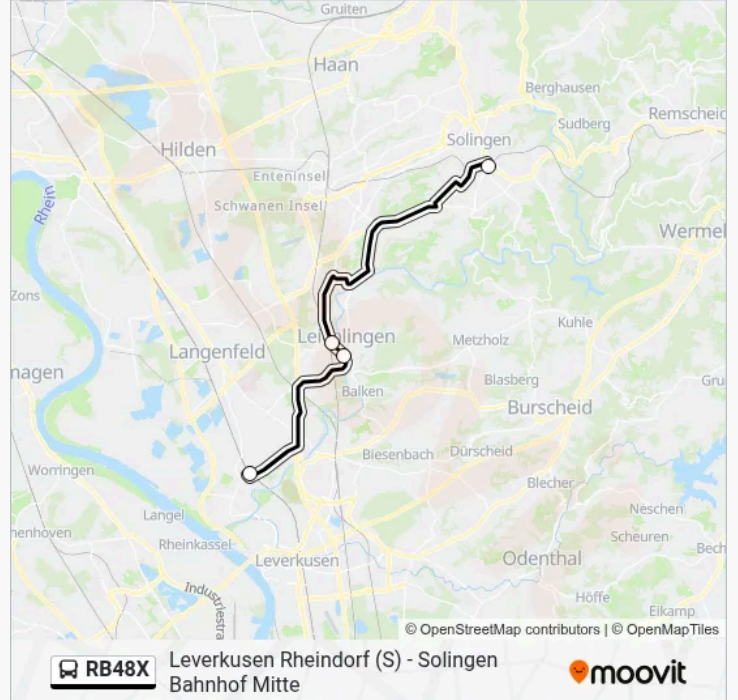 Gruiten
Haan
Berghausen
Remscheid
Sudberg
Solingen
Hilden
Enteninsel
Schwanen Insel
Rhein
Wermel
Zons
Kuhle
Leichlingen
Metzholz
Langenfeld
nagen
Blasberg
Gru
Balken
Burscheid
Biesenbach
Dürscheid
Worringen
Blecher
Neschen
Langel
nenhoven
Scheuren
Rheinkassel
Bech
Leverkusen
Odenthal
Industriestra
Höffe
Eikamp
© OpenStreetMap contributors | © OpenMapTiles
RB48X
Leverkusen Rheindorf (S) - Solingen
Bahnhof Mitte
moovit